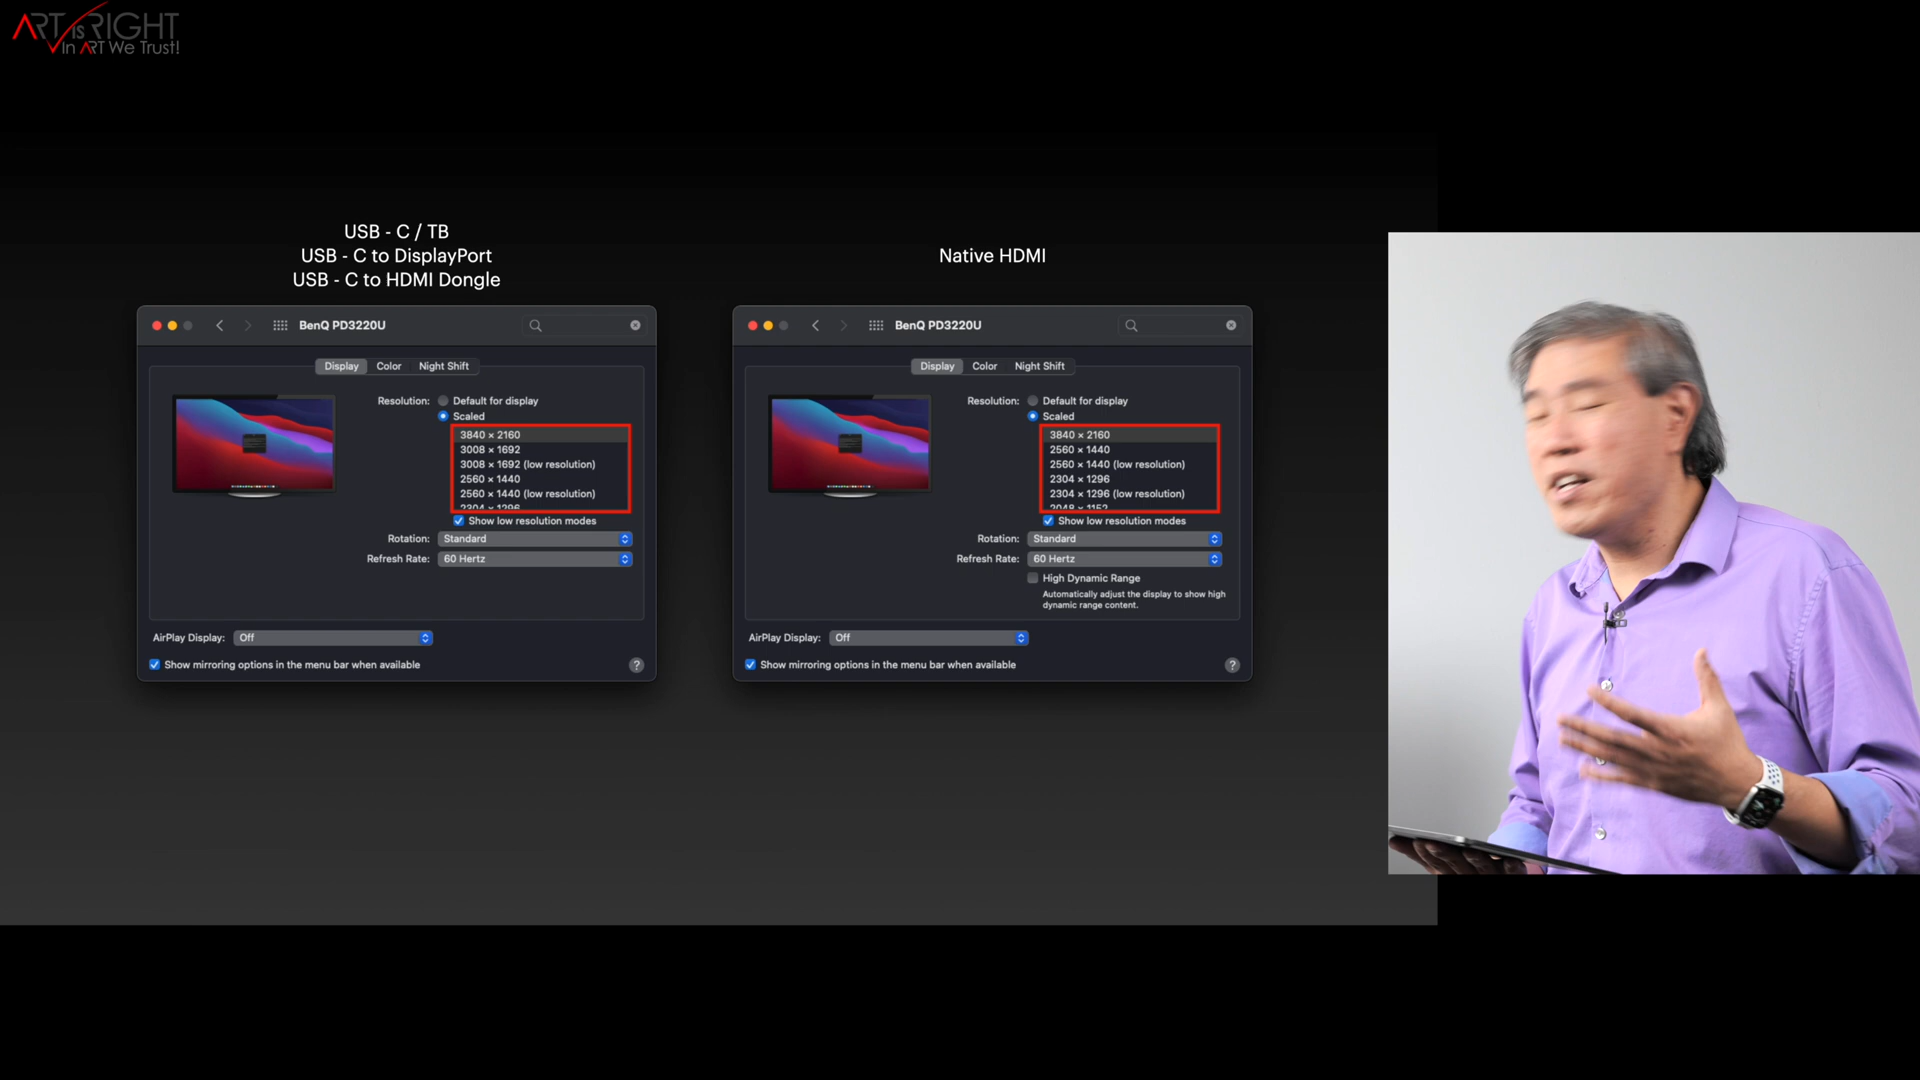 ART is RIGHT
In ART We Trust!
USB - C / TB
USB - C to DisplayPort
USB - C to HDMI Dongle
BenQ PD3220U
Display Color Night Shift
Resolution: Default for display
Scaled
3840 × 2160
3008 × 1692
3008 × 1692 (low resolution)
2560 × 1440
2560 × 1440 (low resolution)
2304 × 1296
Show low resolution modes
Rotation: Standard
Refresh Rate: 60 Hertz
AirPlay Display: Off
Show mirroring options in the menu bar when available
?
Native HDMI
BenQ PD3220U
Display Color Night Shift
Resolution: Default for display
Scaled
3840 × 2160
2560 × 1440
2560 × 1440 (low resolution)
2304 × 1296
2304 × 1296 (low resolution)
2048 × 1152
Show low resolution modes
Rotation: Standard
Refresh Rate: 60 Hertz
High Dynamic Range
Automatically adjust the display to show high
dynamic range content.
AirPlay Display: Off
Show mirroring options in the menu bar when available
?